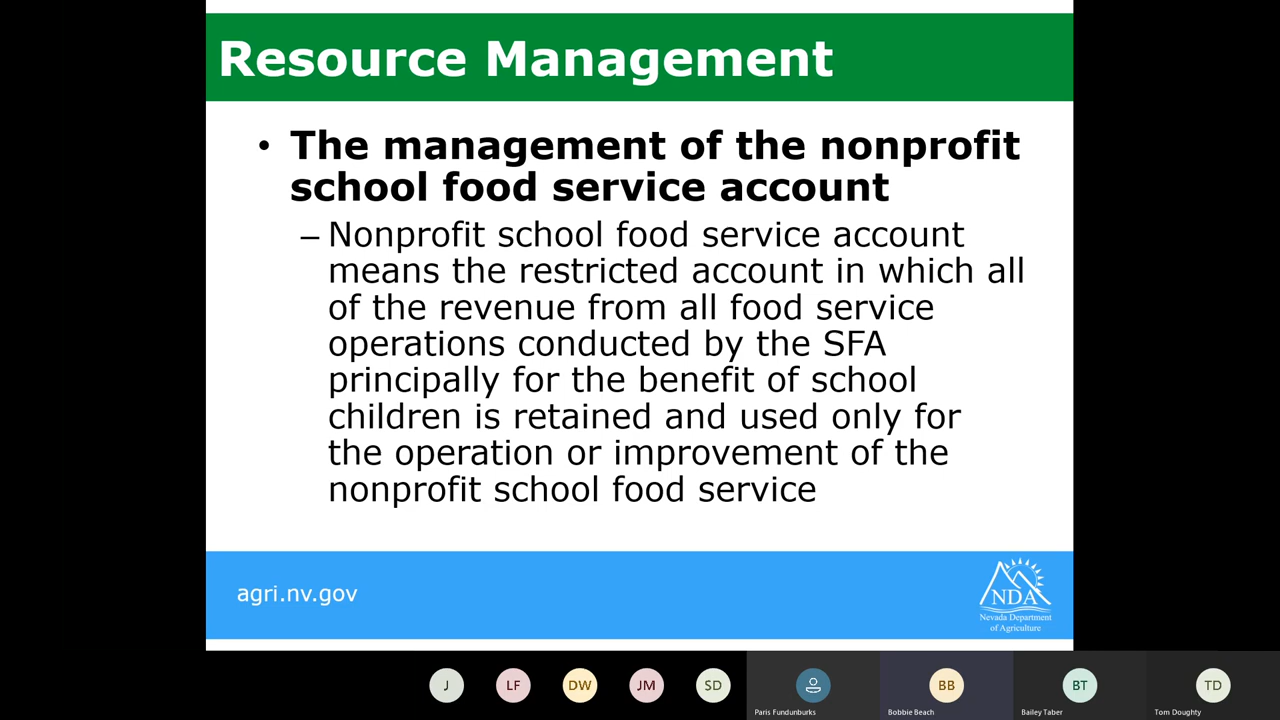 Resource Management
• The management of the nonprofit
school food service account
– Nonprofit school food service account
means the restricted account in which all
of the revenue from all food service
operations conducted by the SFA
principally for the benefit of school
children is retained and used only for
the operation or improvement of the
nonprofit school food service
agri.nv.gov
NDA
Nevada Department
of Agriculture
J
LF
DW
JM
SD
BB
BT
TD
Paris Fundunburks
Bobbie Beach
Bailey Taber
Tom Doughty